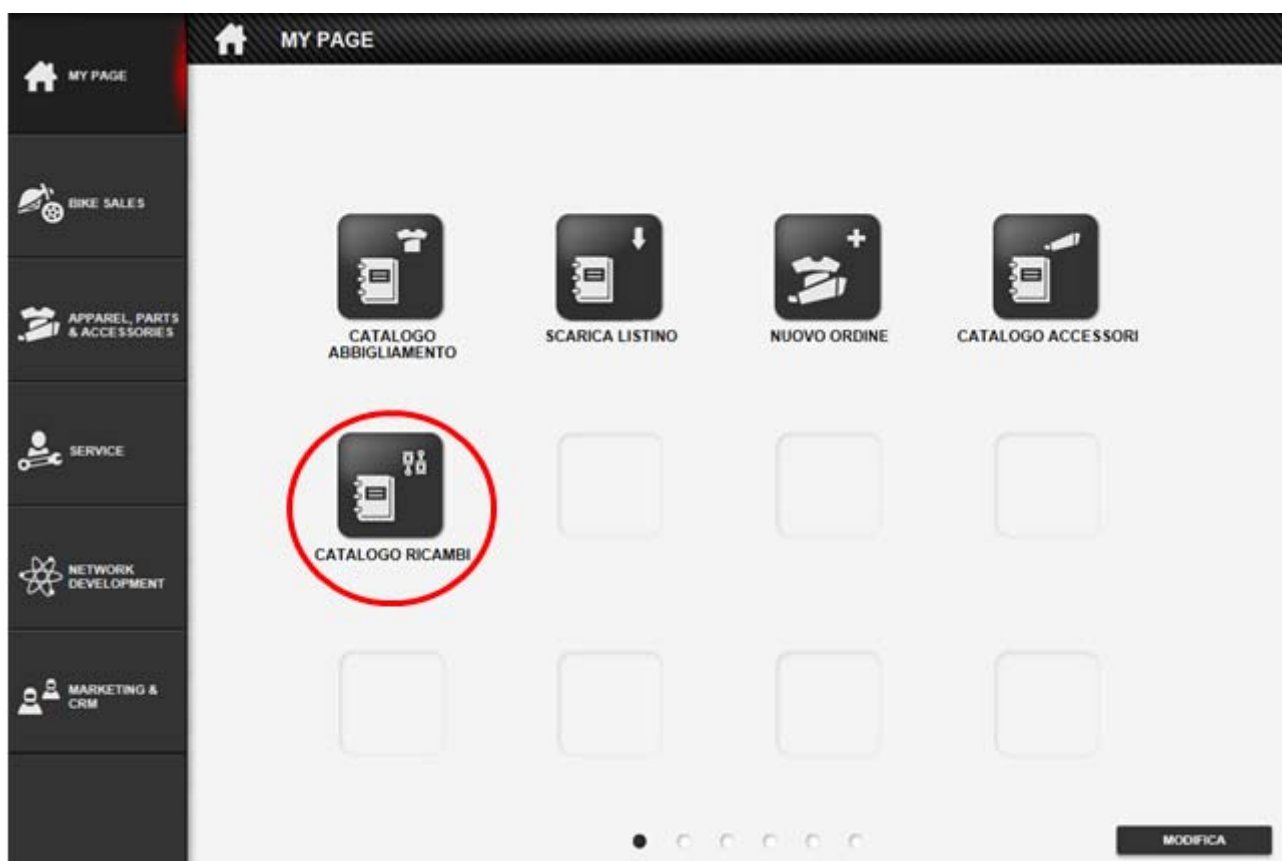 MY PAGE
MY PAGE
BIKE SALES
APPAREL, PARTS
& ACCESSORIES
SERVICE
NETWORK
DEVELOPMENT
MARKETING &
CRM
CATALOGO
ABBIGLIAMENTO
SCARICA LISTINO
NUOVO ORDINE
CATALOGO ACCESSORI
CATALOGO RICAMBI
MODIFICA